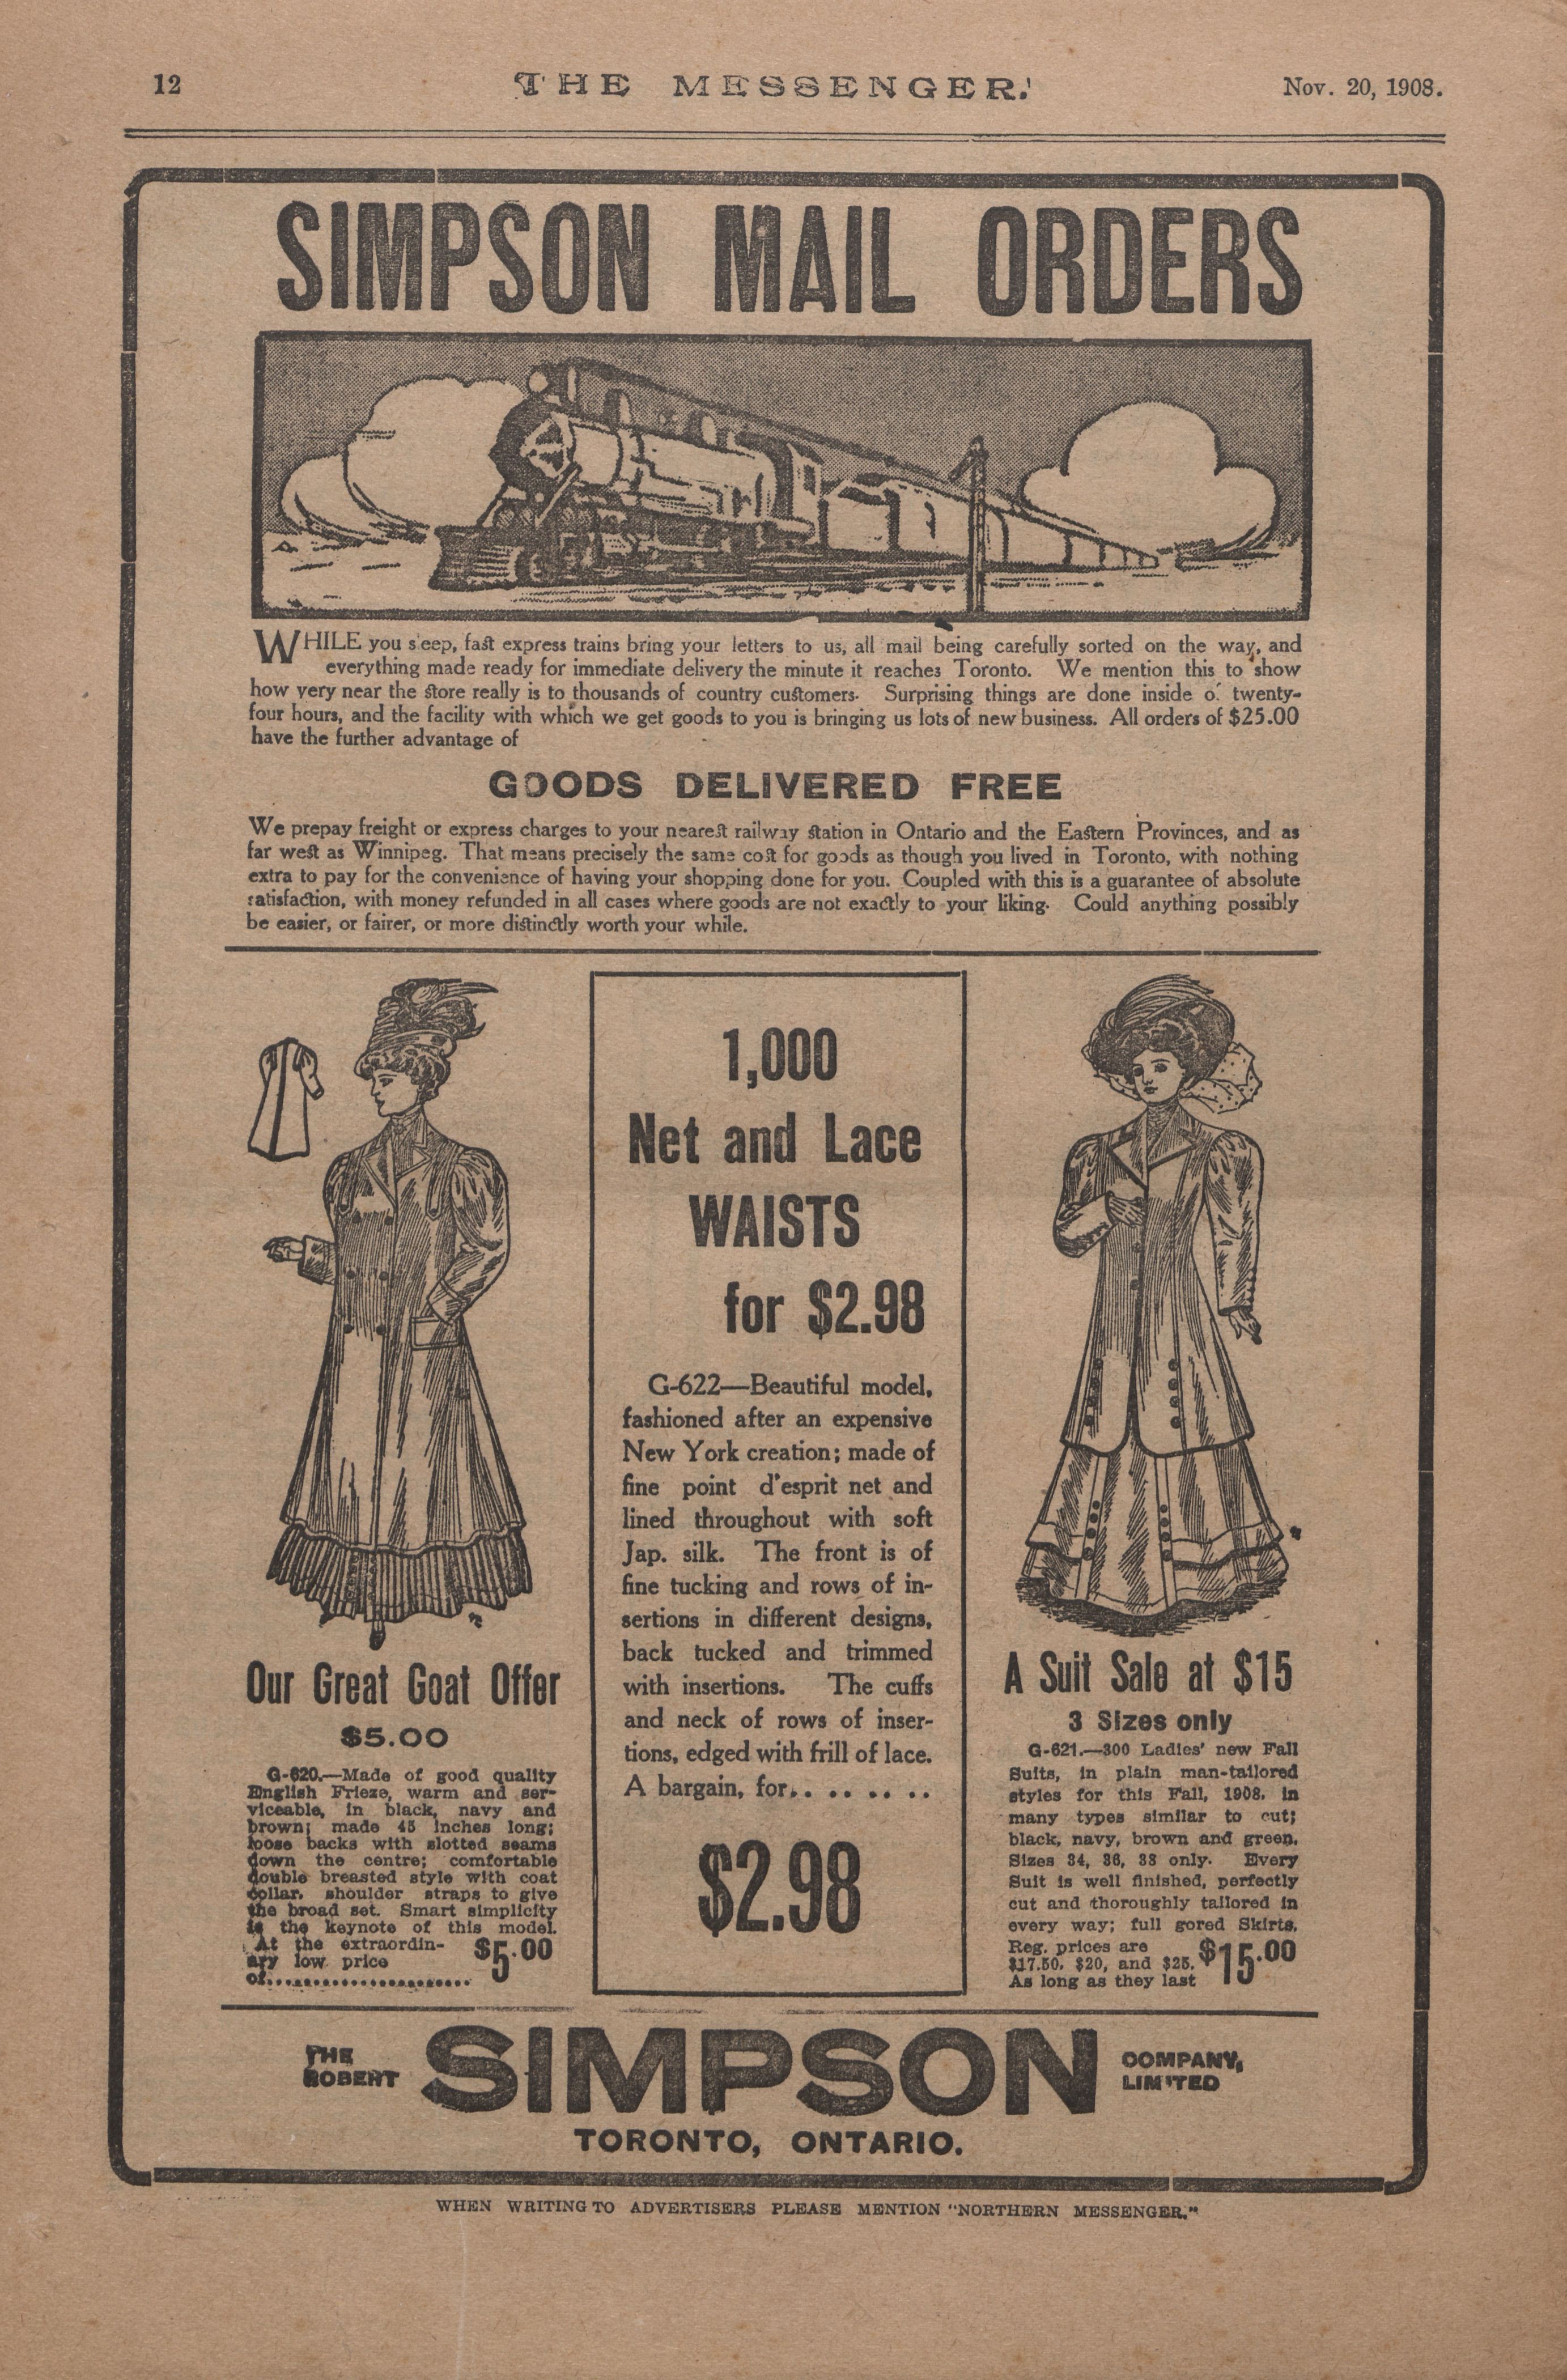 12
THE MESSENGER.
Nov. 20, 1908.
SIMPSON MAIL ORDERS
WHILE you s'eep, fast express trains bring your letters to us, all mail being carefully sorted on the way, and
everything made ready for immediate delivery the minute it reaches Toronto. We mention this to show
how very near the store really is to thousands of country customers. Surprising things are done inside o' twenty-
four hours, and the facility with which we get goods to you is bringing us lots of new business. All orders of $25.00
have the further advantage of
GOODS DELIVERED FREE
We prepay freight or express charges to your nearest railway station in Ontario and the Eastern Provinces, and as
far west as Winnipeg. That means precisely the same cost for goods as though you lived in Toronto, with nothing
extra to pay for the convenience of having your shopping done for you. Coupled with this is a guarantee of absolute
satisfaction, with money refunded in all cases where goods are not exactly to your liking. Could anything possibly
be easier, or fairer, or more distinctly worth your while.
Our Great Goat Offer
$5.00
G-620.—Made of good quality
English Frieze, warm and ser-
viceable, in black, navy and
brown; made 45 inches long;
loose backs with slotted seams
down the centre; comfortable
double breasted style with coat
collar, shoulder straps to give
the broad set. Smart simplicity
is the keynote of this model.
At the extraordin-
ary low price
of........................ $5.00
1,000
Net and Lace
WAISTS
for $2.98
G-622—Beautiful model,
fashioned after an expensive
New York creation; made of
fine point d'esprit net and
lined throughout with soft
Jap. silk. The front is of
fine tucking and rows of in-
sertions in different designs,
back tucked and trimmed
with insertions. The cuffs
and neck of rows of inser-
tions, edged with frill of lace.
A bargain, for.. .. .. .. ..
$2.98
A Suit Sale at $15
3 Sizes only
G-621.—300 Ladies' new Fall
Suits, in plain man-tailored
styles for this Fall, 1908, in
many types similar to cut;
black, navy, brown and green.
Sizes 34, 36, 38 only. Every
Suit is well finished, perfectly
cut and thoroughly tailored in
every way; full gored Skirts.
Reg. prices are
$17.50, $20, and $25.
As long as they last $15.00
THE
ROBERT
SIMPSON
COMPANY,
LIMITED
TORONTO, ONTARIO.
WHEN WRITING TO ADVERTISERS PLEASE MENTION "NORTHERN MESSENGER."